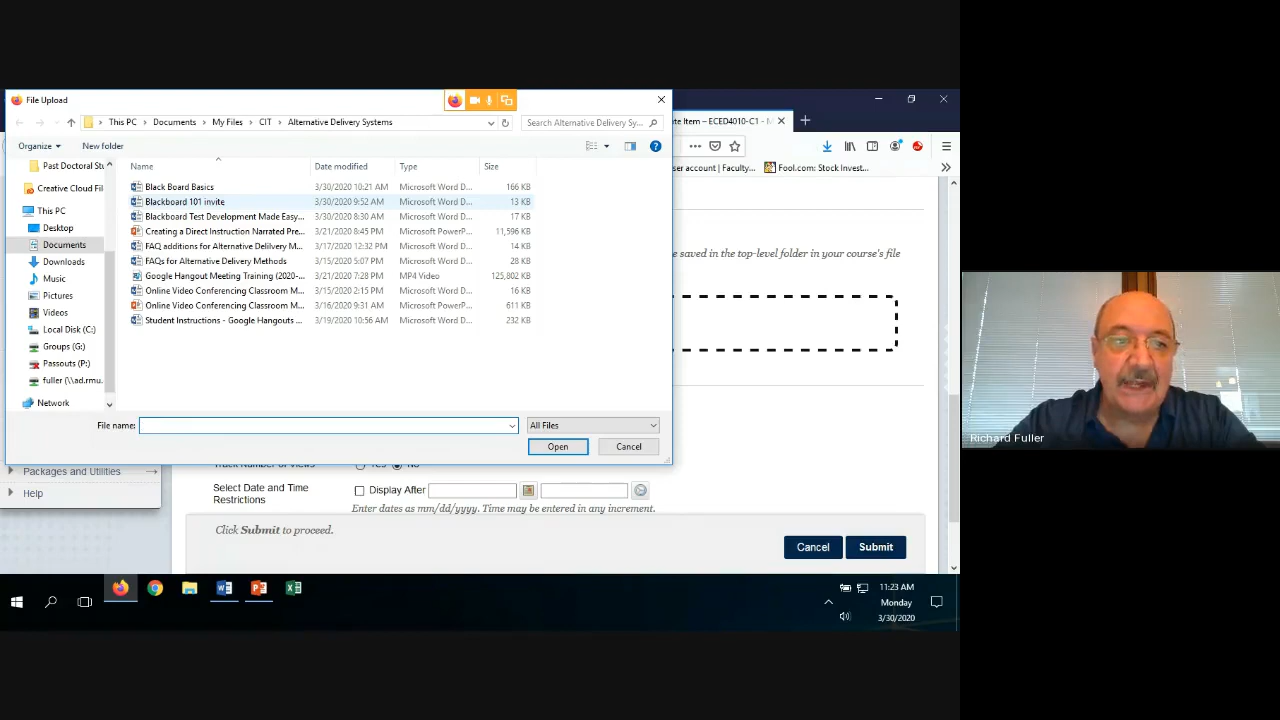 File Upload
This PC > Documents > My Files > CIT > Alternative Delivery Systems
Search Alternative Delivery Sy...
te Item – ECED4010-C1 - M
Organize
New folder
user account | Faculty...
Fool.com: Stock Invest...
Name Date modified Type Size
Past Doctoral St
Creative Cloud Fil
This PC
Desktop
Documents
Downloads
Music
Pictures
Videos
Local Disk (C:)
Groups (G:)
Passouts (P:)
fuller (\\ad.rmu.
Network
Black Board Basics 3/30/2020 10:21 AM Microsoft Word D... 166 KB
Blackboard 101 invite 3/30/2020 9:52 AM Microsoft Word D... 13 KB
Blackboard Test Development Made Easy... 3/30/2020 8:30 AM Microsoft Word D... 17 KB
Creating a Direct Instruction Narrated Pre... 3/21/2020 8:45 PM Microsoft PowerP... 11,596 KB
FAQ additions for Alternative Delilvery M... 3/17/2020 12:32 PM Microsoft Word D... 14 KB
FAQs for Alternative Delivery Methods 3/15/2020 5:07 PM Microsoft Word D... 28 KB
Google Hangout Meeting Training (2020-... 3/21/2020 7:28 PM MP4 Video 125,802 KB
Online Video Conferencing Classroom M... 3/15/2020 2:15 PM Microsoft Word D... 16 KB
Online Video Conferencing Classroom M... 3/16/2020 9:31 AM Microsoft PowerP... 611 KB
Student Instructions - Google Hangouts ... 3/19/2020 10:56 AM Microsoft Word D... 232 KB
e saved in the top-level folder in your course's file
File name:
All Files
Open
Cancel
Packages and Utilities
Help
Track Number of Views Yes No
Select Date and Time
Restrictions
Display After
Enter dates as mm/dd/yyyy. Time may be entered in any increment.
Click Submit to proceed.
Cancel
Submit
11:23 AM
Monday
3/30/2020
Richard Fuller